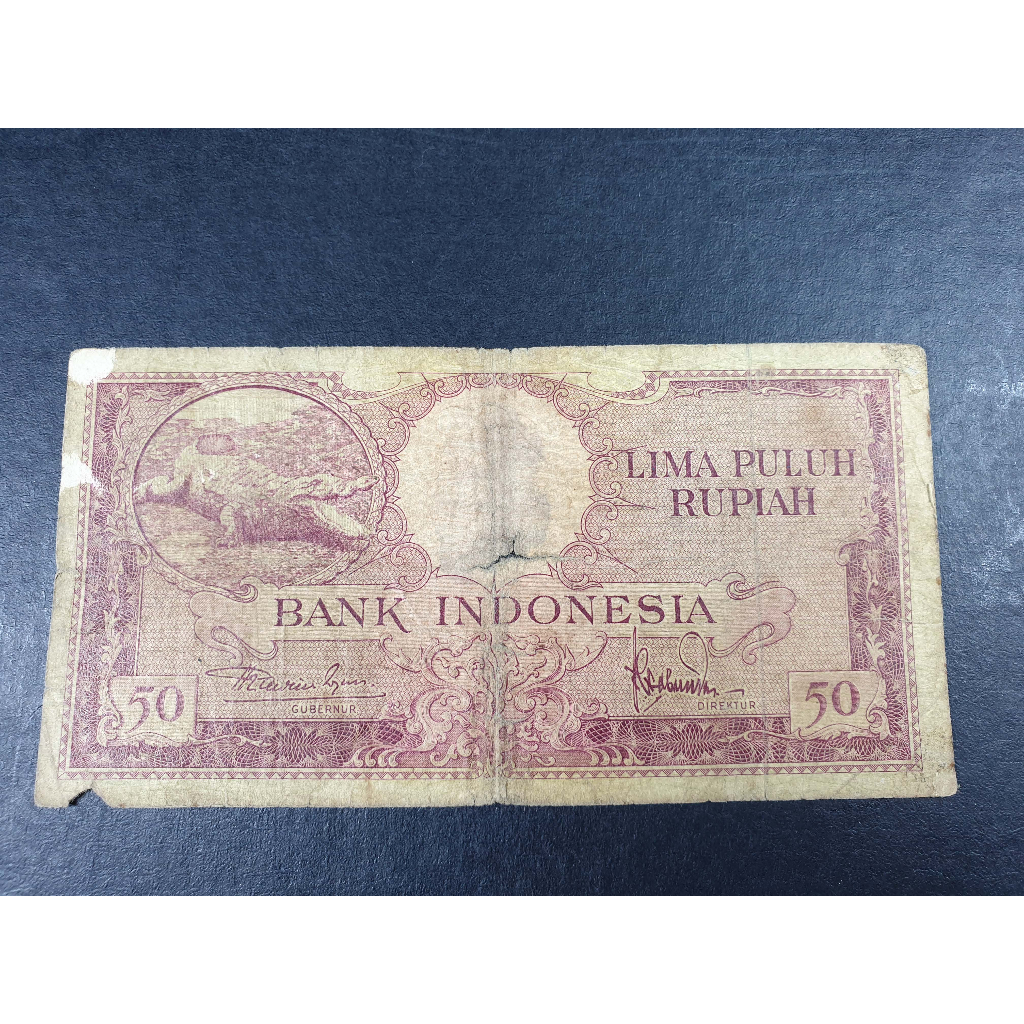 LIMA PULUH
RUPIAH
BANK INDONESIA
GUBERNUR
DIREKTUR
50
50